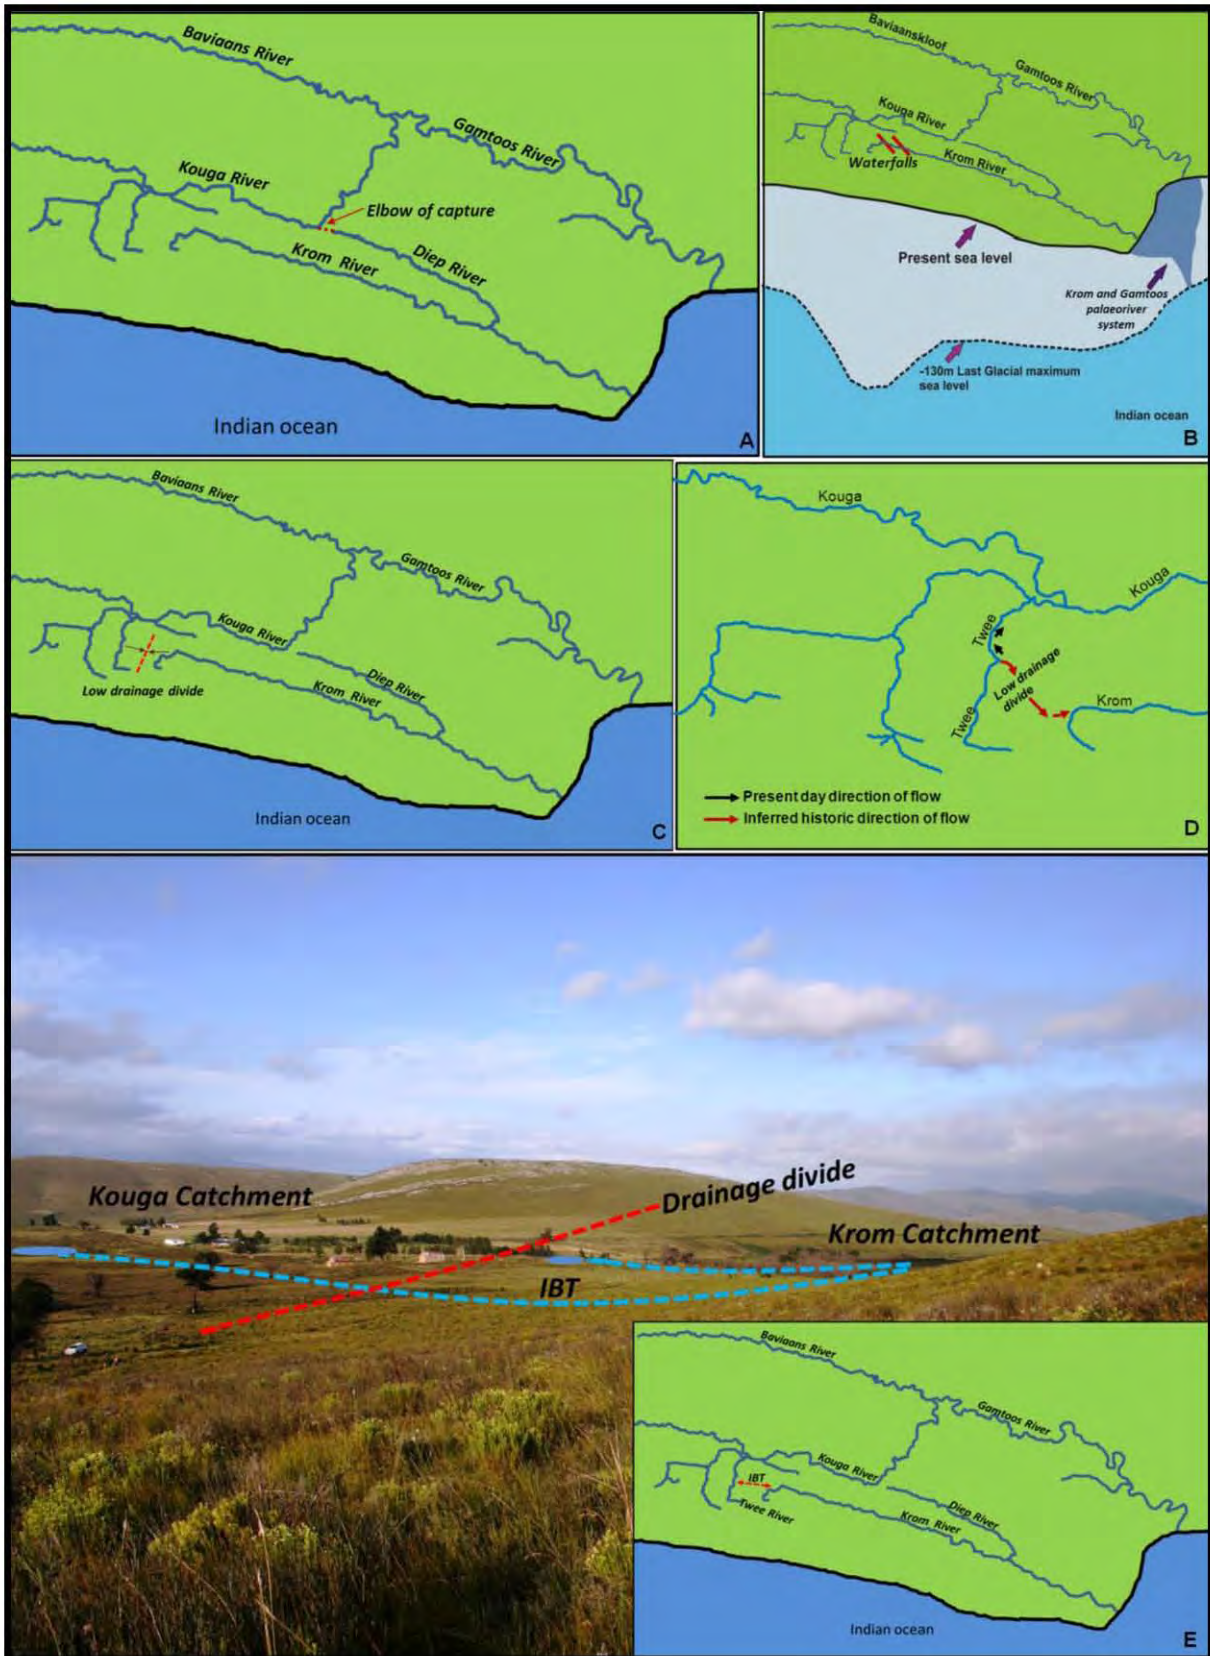 Baviaans River
Gamtoos River
Kouga River
Elbow of capture
Diep River
Krom River
Indian ocean
A
Baviaanskloof
Gamtoos River
Kouga River
Krom River
Waterfalls
Present sea level
Krom and Gamtoos
palaeoriver
system
-130m Last Glacial maximum
sea level
Indian ocean
B
Baviaans River
Gamtoos River
Kouga River
Diep River
Low drainage divide
Krom River
Indian ocean
C
Kouga
Kouga
Twee
Low drainage
divide
Twee
Krom
Present day direction of flow
Inferred historic direction of flow
D
Kouga Catchment
Drainage divide
Krom Catchment
IBT
Baviaans River
Gamtoos River
Kouga River
IBT
Twee River
Diep River
Krom River
Indian ocean
E